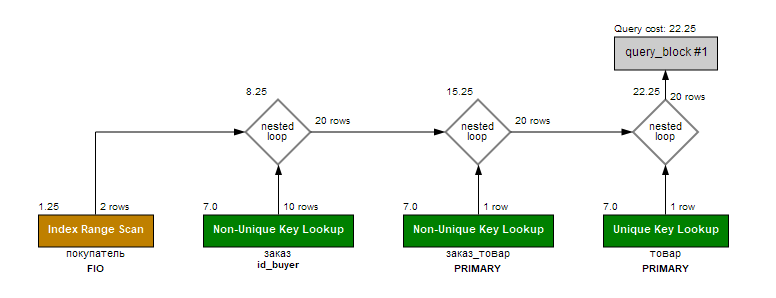 Query cost: 22.25
query_block #1
8.25
15.25
22.25
20 rows
nested
loop
20 rows
nested
loop
20 rows
nested
loop
1.25
2 rows
7.0
10 rows
7.0
1 row
7.0
1 row
Index Range Scan
Non-Unique Key Lookup
Non-Unique Key Lookup
Unique Key Lookup
покупатель
заказ
заказ_товар
товар
FIO
id_buyer
PRIMARY
PRIMARY